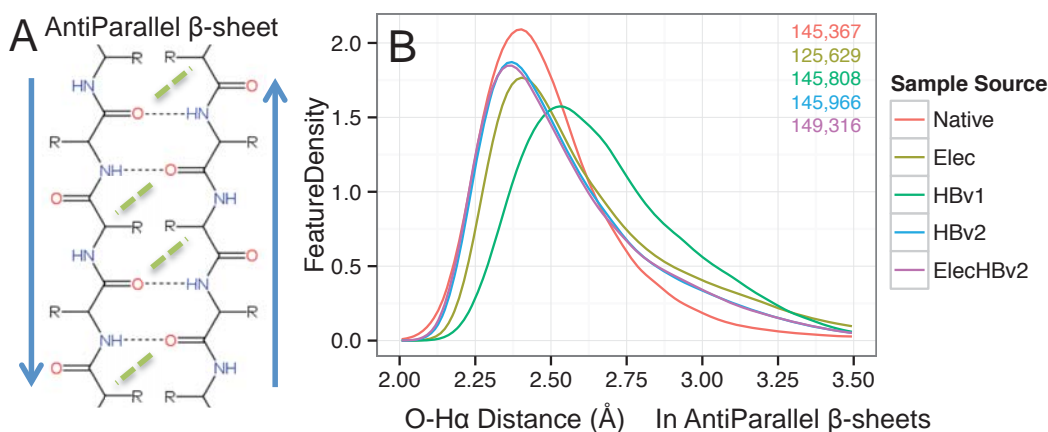 A
AntiParallel β-sheet
R
R
HN
O
O
HN
R
R
NH
O
O
NH
R
R
NH
O
O
HN
R
R
NH
O
O
NH
R
R
B
FeatureDensity
2.0
1.5
1.0
0.5
0.0
145,367
125,629
145,808
145,966
149,316
2.00 2.25 2.50 2.75 3.00 3.25 3.50
O-Hα Distance (Å) In AntiParallel β-sheets
Sample Source
Native
Elec
HBv1
HBv2
ElecHBv2